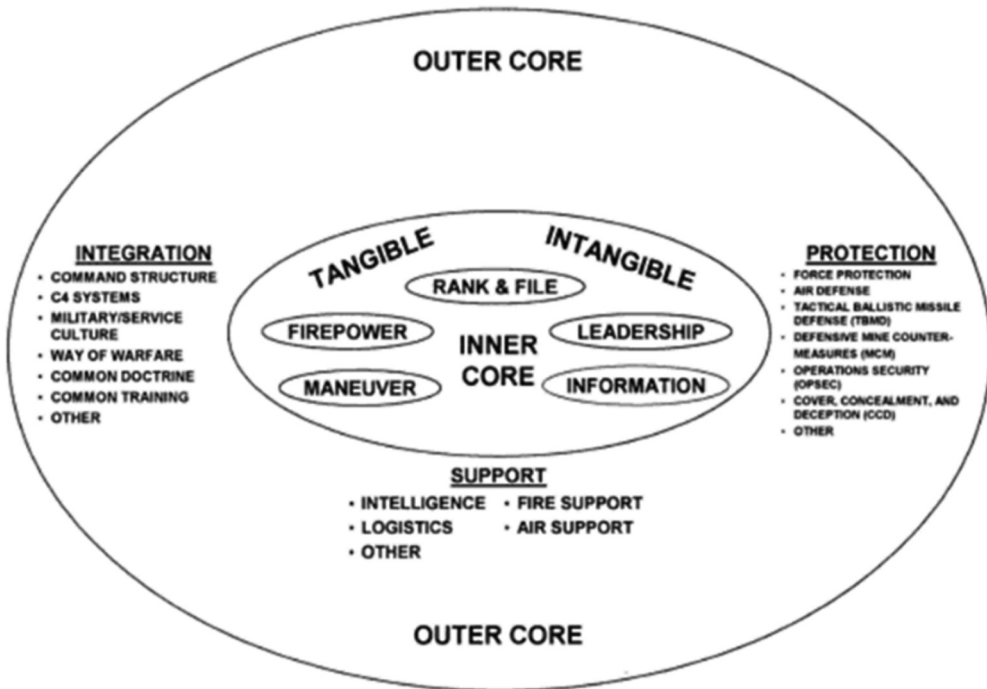 OUTER CORE
TANGIBLE
INTANGIBLE
RANK & FILE
FIREPOWER
LEADERSHIP
INNER
CORE
MANEUVER
INFORMATION
INTEGRATION
• COMMAND STRUCTURE
• C4 SYSTEMS
• MILITARY/SERVICE
CULTURE
• WAY OF WARFARE
• COMMON DOCTRINE
• COMMON TRAINING
• OTHER
PROTECTION
• FORCE PROTECTION
• AIR DEFENSE
• TACTICAL BALLISTIC MISSILE
DEFENSE (TBMD)
• DEFENSIVE MINE COUNTER-
MEASURES (MCM)
• OPERATIONS SECURITY
(OPSEC)
• COVER, CONCEALMENT, AND
DECEPTION (CCD)
• OTHER
SUPPORT
• INTELLIGENCE • FIRE SUPPORT
• LOGISTICS • AIR SUPPORT
• OTHER
OUTER CORE